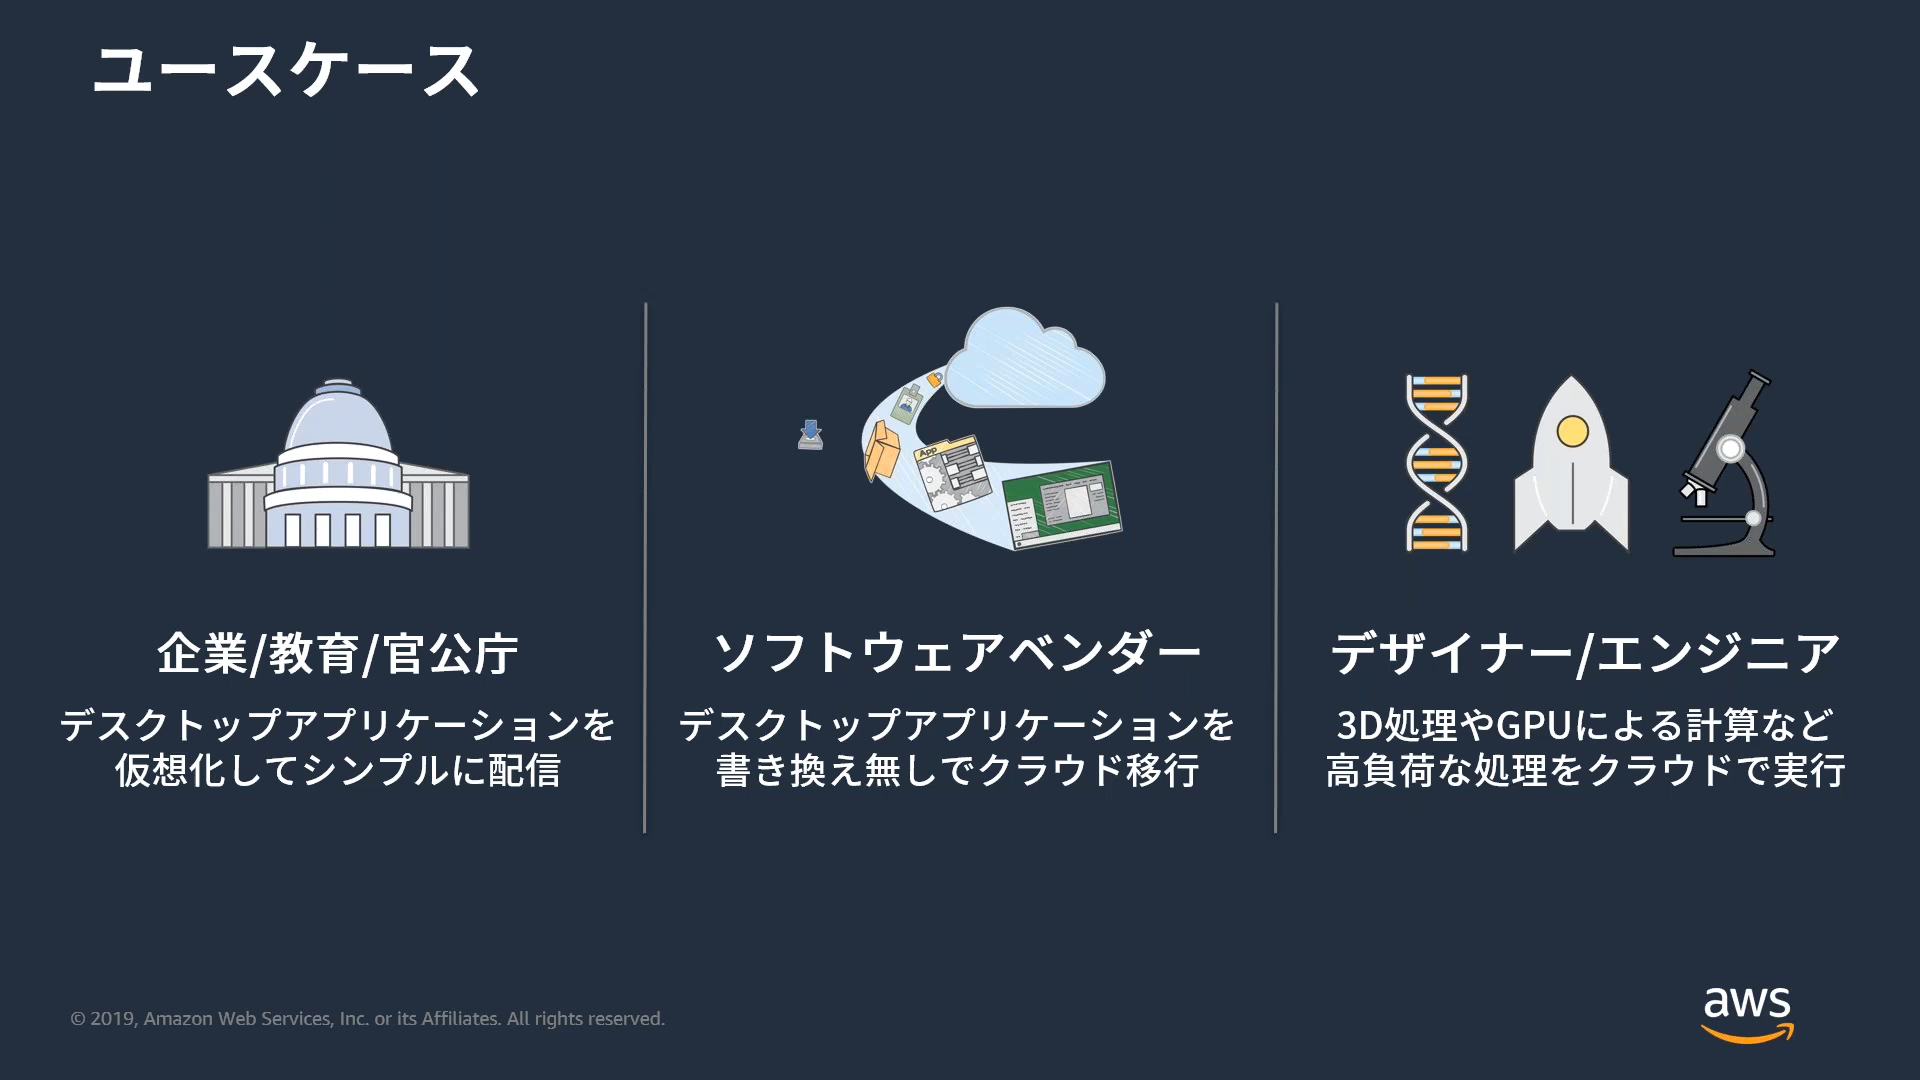 ユースケース
App
企業/教育/官公庁
デスクトップアプリケーションを
仮想化してシンプルに配信
ソフトウェアベンダー
デスクトップアプリケーションを
書き換え無しでクラウド移行
デザイナー/エンジニア
3D処理やGPUによる計算など
高負荷な処理をクラウドで実行
© 2019, Amazon Web Services, Inc. or its Affiliates. All rights reserved.
aws